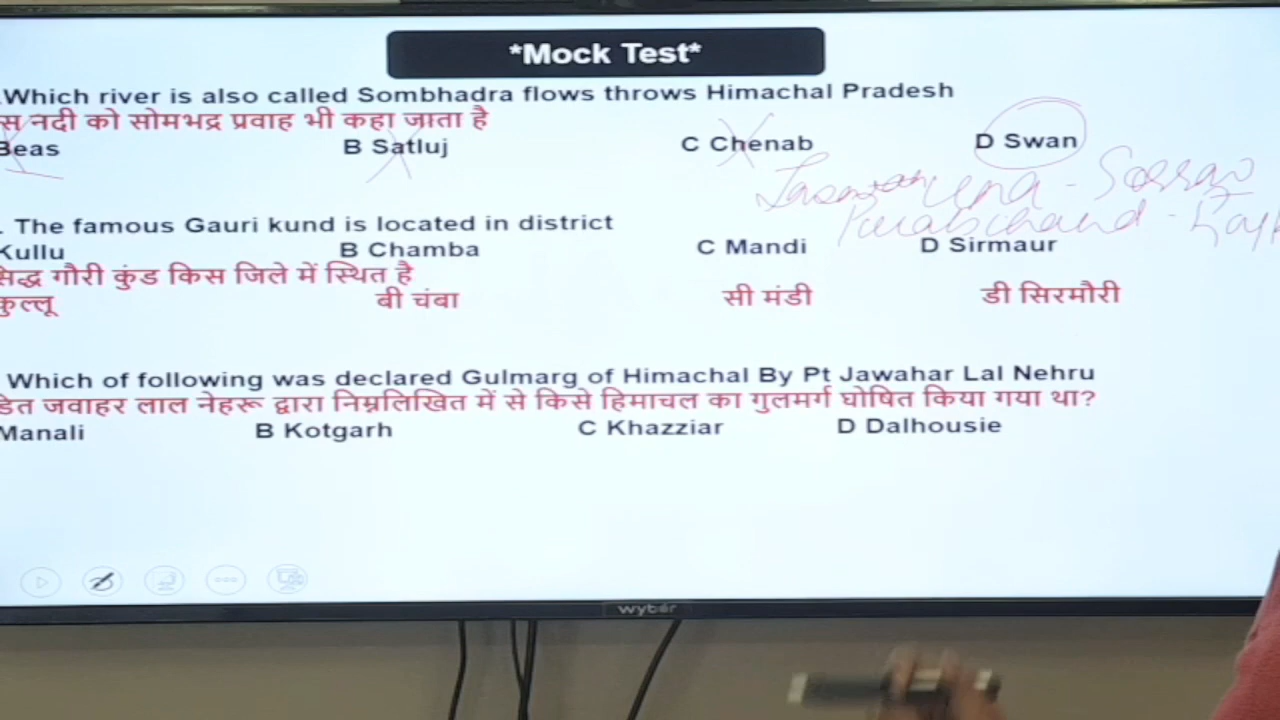 *Mock Test*
.Which river is also called Sombhadra flows throws Himachal Pradesh
स नदी को सोमभद्र प्रवाह भी कहा जाता है
Beas B Satluj C Chenab D Swan
una -
. The famous Gauri kund is located in district
Kullu B Chamba C Mandi D Sirmaur
सिद्ध गौरी कुंड किस जिले में स्थित है
कुल्लू बी चंबा सी मंडी डी सिरमौरी
Which of following was declared Gulmarg of Himachal By Pt Jawahar Lal Nehru
डित जवाहर लाल नेहरू द्वारा निम्नलिखित में से किसे हिमाचल का गुलमर्ग घोषित किया गया था?
Manali B Kotgarh C Khazziar D Dalhousie
wybor